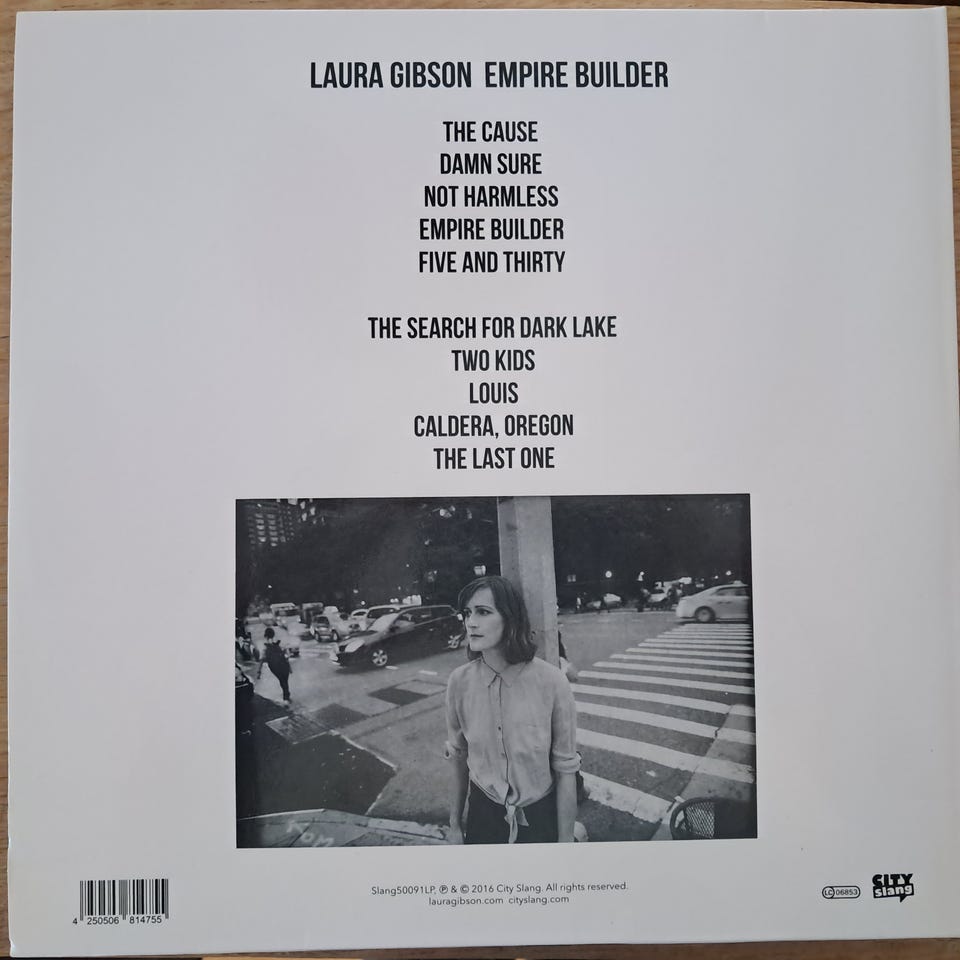 LAURA GIBSON EMPIRE BUILDER
THE CAUSE
DAMN SURE
NOT HARMLESS
EMPIRE BUILDER
FIVE AND THIRTY
THE SEARCH FOR DARK LAKE
TWO KIDS
LOUIS
CALDERA, OREGON
THE LAST ONE
4 250506 814755
Slang50091LP, ℗ & © 2016 City Slang. All rights reserved.
lauragibson.com cityslang.com
LC 06853
CITY
slang